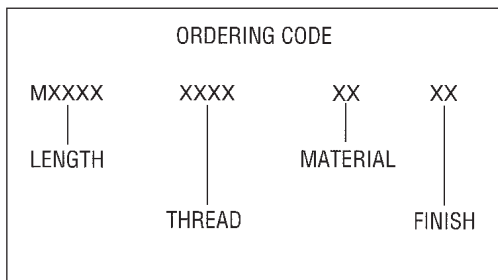 ORDERING CODE
MXXXX XXXX XX XX
LENGTH MATERIAL
THREAD FINISH